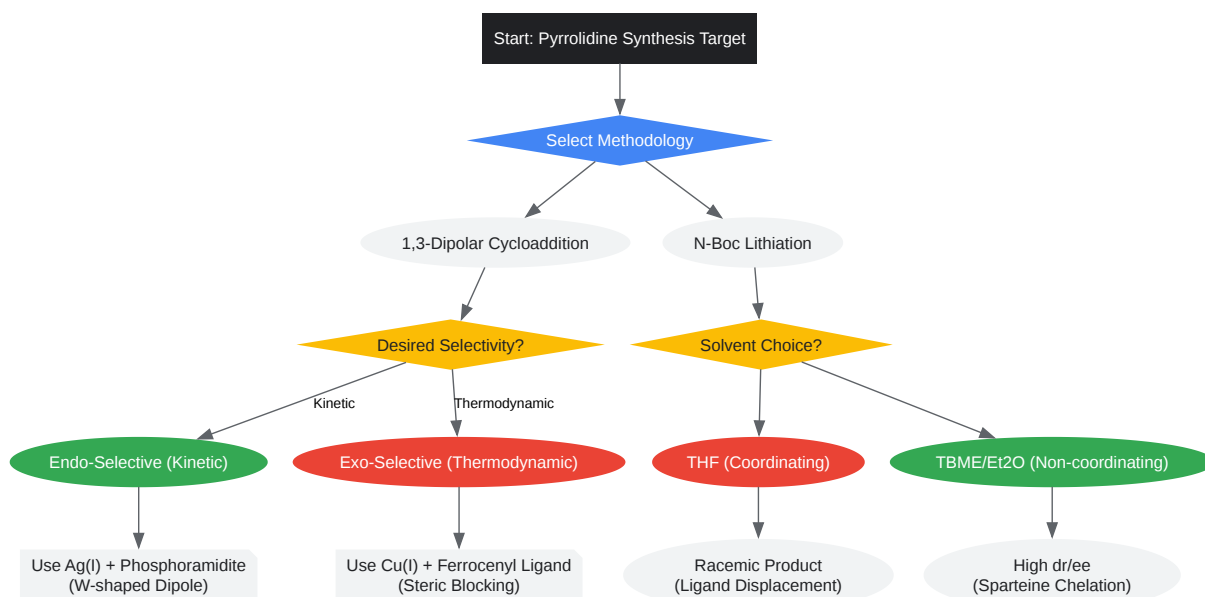 Start: Pyrrolidine Synthesis Target
Select Methodology
1,3-Dipolar Cycloaddition
N-Boc Lithiation
Desired Selectivity?
Solvent Choice?
Kinetic
Thermodynamic
Endo-Selective (Kinetic)
Exo-Selective (Thermodynamic)
THF (Coordinating)
TBME/Et2O (Non-coordinating)
Use Ag(I) + Phosphoramidite
(W-shaped Dipole)
Use Cu(I) + Ferrocenyl Ligand
(Steric Blocking)
Racemic Product
(Ligand Displacement)
High dr/ee
(Sparteine Chelation)